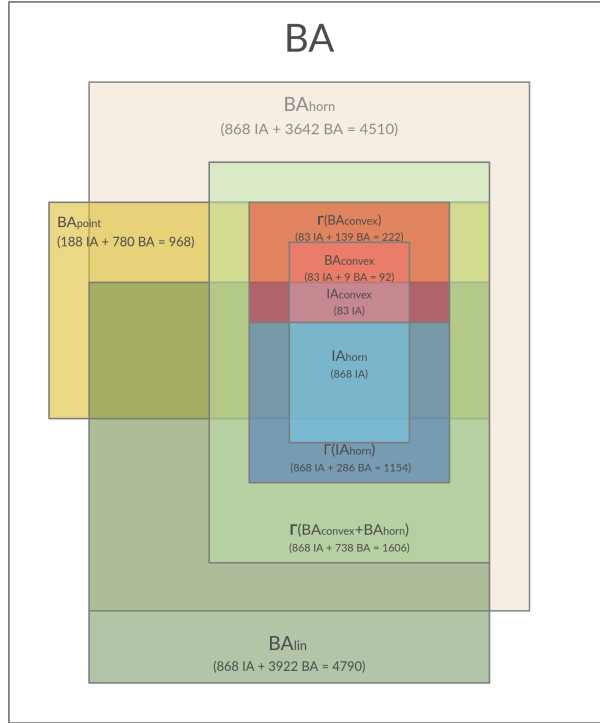 BA
BAhorn
(868 IA + 3642 BA = 4510)
BApoint
(188 IA + 780 BA = 968)
Γ(BAconvex)
(83 IA + 139 BA = 222)
BAconvex
(83 IA + 9 BA = 92)
IAconvex
(83 IA)
IAhorn
(868 IA)
Γ(IAhorn)
(868 IA + 286 BA = 1154)
Γ(BAconvex+BAhorn)
(868 IA + 738 BA = 1606)
BAlin
(868 IA + 3922 BA = 4790)